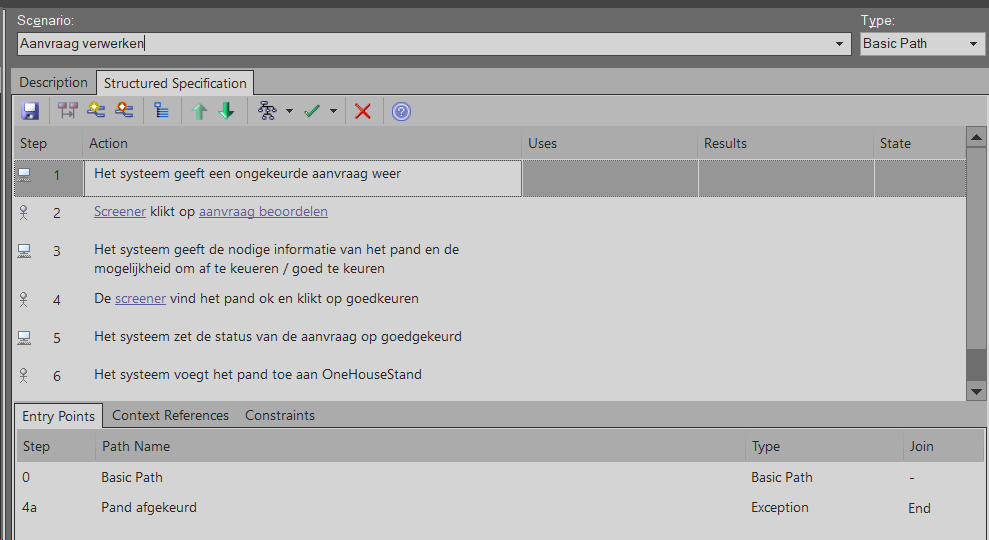 Scenario: Type:
Aanvraag verwerken Basic Path
Description Structured Specification
Step Action Uses Results State
1 Het systeem geeft een ongekeurde aanvraag weer
2 Screener klikt op aanvraag beoordelen
3 Het systeem geeft de nodige informatie van het pand en de
mogelijkheid om af te keueren / goed te keuren
4 De screener vind het pand ok en klikt op goedkeuren
5 Het systeem zet de status van de aanvraag op goedgekeurd
6 Het systeem voegt het pand toe aan OneHouseStand
Entry Points Context References Constraints
Step Path Name Type Join
0 Basic Path Basic Path -
4a Pand afgekeurd Exception End